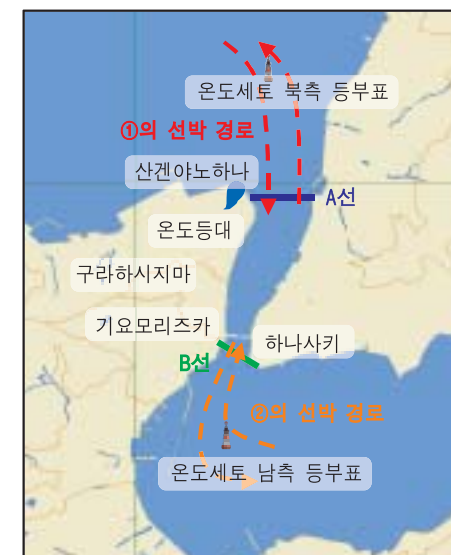 온도세토 북측 등부표
①의 선박 경로
산겐야노하나
A선
온도등대
구라하시지마
기요모리즈카
하나사키
B선
②의 선박 경로
온도세토 남측 등부표